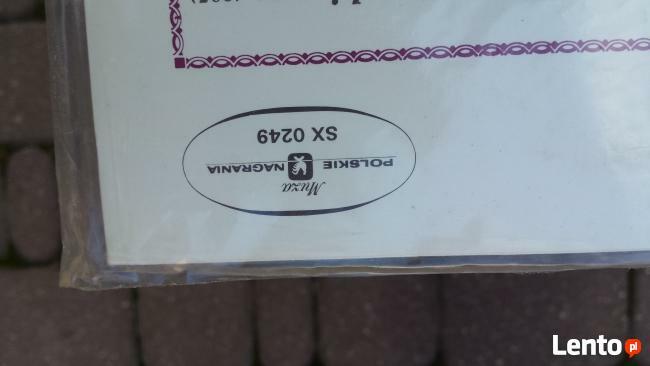 Muza
POLSKIE NAGRANIA
SX 0249
Lento pl